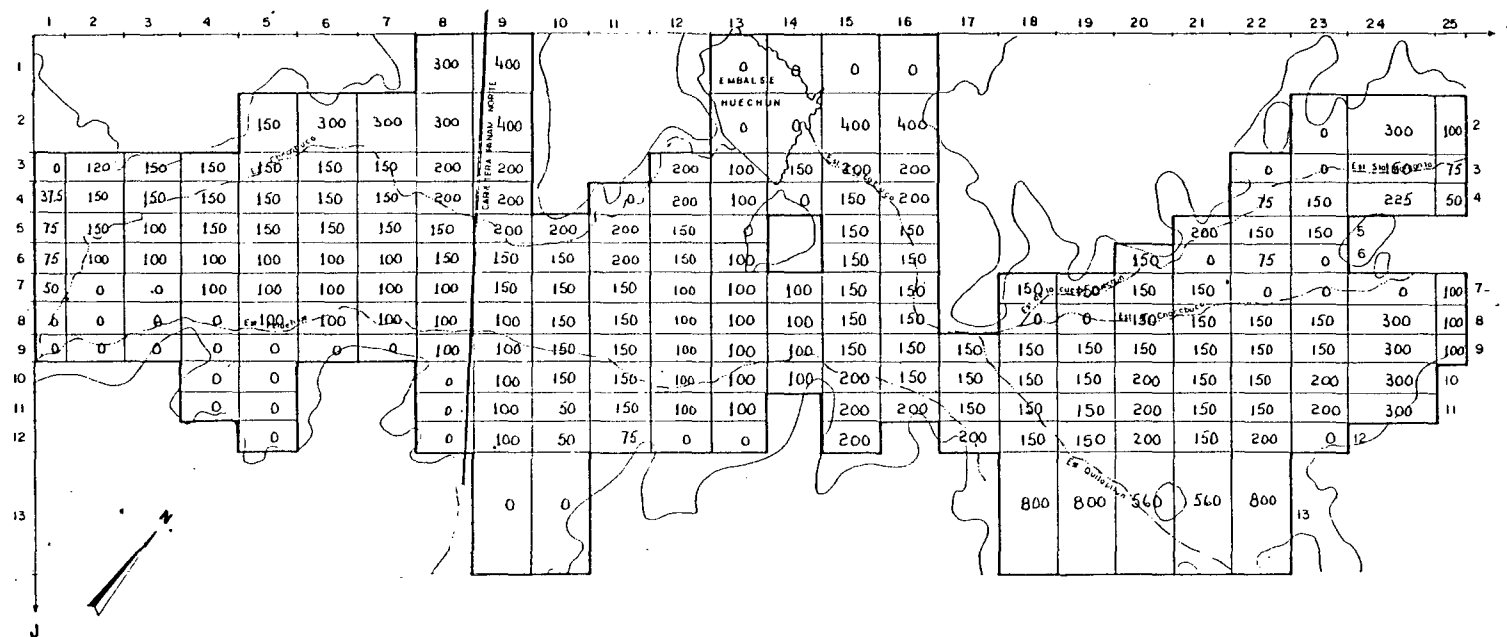 1 2 3 4 5 6 7 8 9 10 11 12 13 14 15 16 17 18 19 20 21 22 23 24 25
1 300 400 0 0 0 0
EMBALSE
HUECHUN
2 150 300 300 300 400 0 0 400 400 0 300 100 2
3 0 120 150 150 150 150 150 200 200 200 100 150 200 200 0 0 150 75 3
4 37.5 150 150 150 150 150 150 200 200 0 200 100 0 150 200 75 150 225 50 4
5 75 150 100 150 150 150 150 150 200 200 200 150 0 150 150 200 150 150 5
6 75 100 100 100 100 100 100 150 150 150 200 150 100 150 150 150 0 75 0 6
7 50 0 0 100 100 100 100 100 150 150 150 100 100 100 150 150 150 150 150 150 0 0 0 100 7
8 0 0 0 0 100 100 100 100 100 150 150 100 100 100 150 150 0 0 150 150 150 150 300 100 8
9 0 0 0 0 0 0 0 100 100 150 150 100 100 100 150 150 150 150 150 150 150 150 150 300 100 9
10 0 0 0 100 150 150 100 100 100 200 150 150 150 150 200 150 150 200 300 10
11 0 0 0 100 50 150 100 100 200 200 150 150 150 200 150 150 200 300 11
12 0 0 100 50 75 0 0 200 200 150 150 200 150 200 0 12
13 0 0 800 800 560 560 800 13
CARRETERA PANAM NORTE
Est Quilapilun
N
J